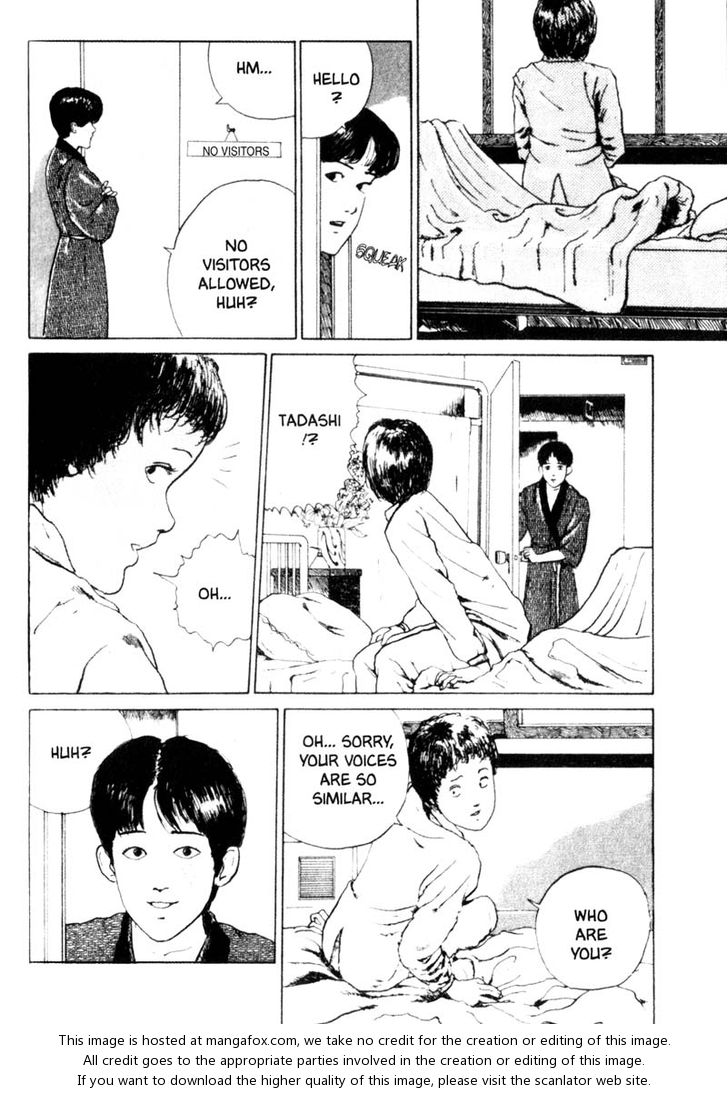 HM...
NO VISITORS
NO
VISITORS
ALLOWED,
HUH?
HELLO
?
SQUEAK
OH...
TADASHI
!?
HUH?
OH... SORRY,
YOUR VOICES
ARE SO
SIMILAR...
WHO
ARE
YOU?
This image is hosted at mangafox.com, we take no credit for the creation or editing of this image.
All credit goes to the appropriate parties involved in the creation or editing of this image.
If you want to download the higher quality of this image, please visit the scanlator web site.